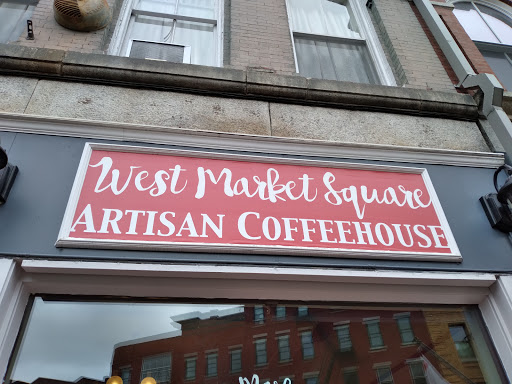 West Market Square
ARTISAN COFFEEHOUSE